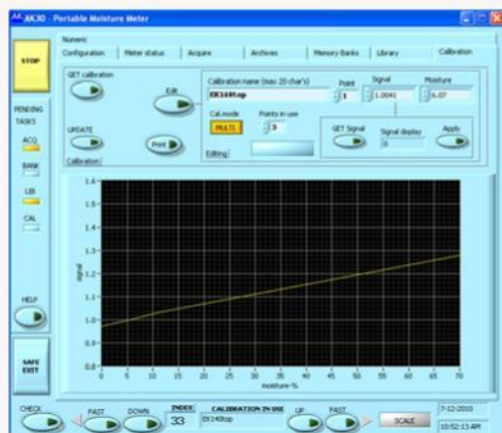 AK30 - Portable Moisture Meter
Numeric
Configuration Meter status Acquire Archives Memory Banks Library Calibration
STOP
GET calibration
Edit
Calibration name (max 20 char's) Point Signal Moisture
EK140top 1 1.0041 6.07
Cal.mode Points in use
MULTI 3
GET Signal Signal display Apply
0
UPDATE
Print
Calibration
Editing
PENDING
TASKS
ACQ
BANK
LIB
CAL
HELP
SAFE
EXIT
1.6
1.5
1.4
1.3
1.2
1.1
1.0
0.9
0.8
signal
0 5 10 15 20 25 30 35 40 45 50 55 60 65 70
moisture-%
CHECK FAST DOWN INDEX CALIBRATION IN USE UP FAST
33 EK140top
SCALE
7-12-2010
10:52:13 AM